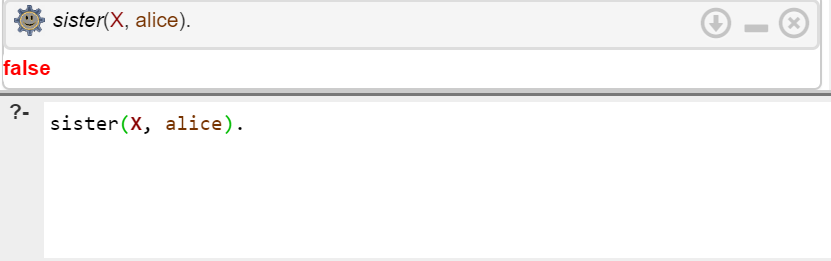 sister(X, alice).
false
?- sister(X, alice).